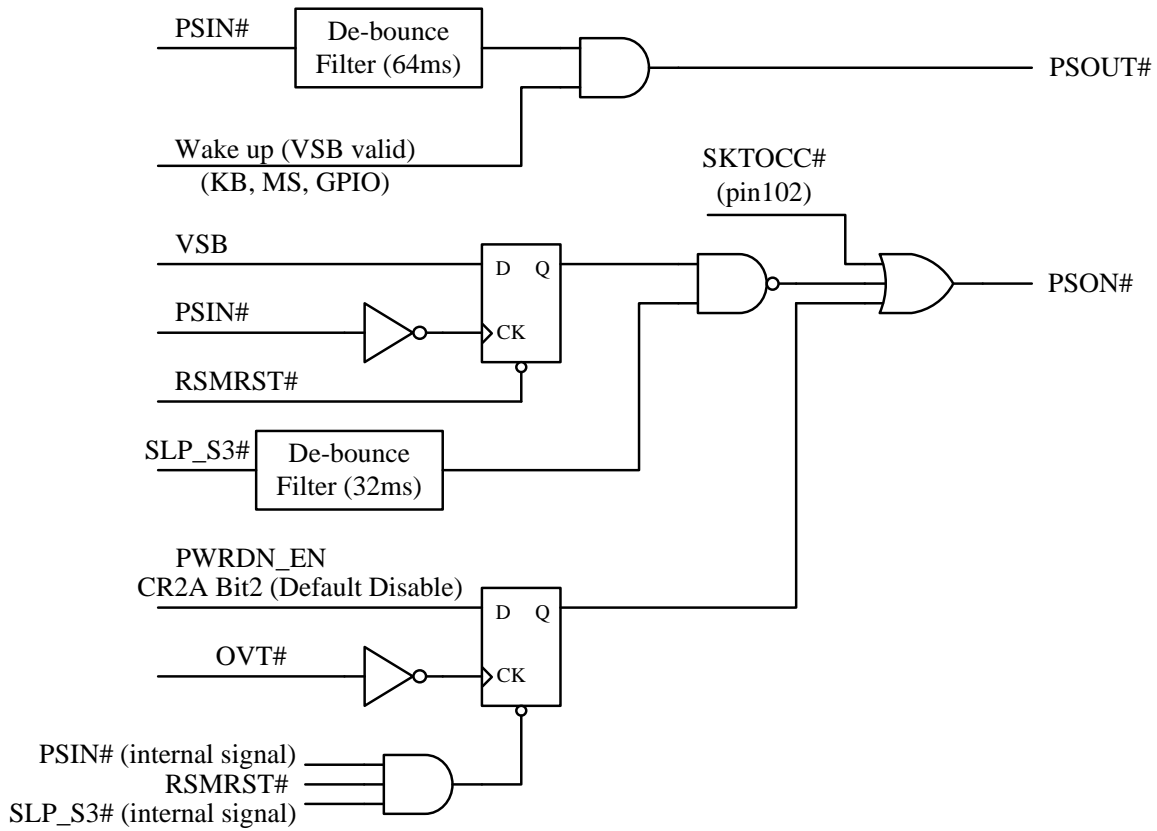 PSIN#
De-bounce
Filter (64ms)
PSOUT#
Wake up (VSB valid)
(KB, MS, GPIO)
SKTOCC#
(pin102)
VSB
D Q
PSIN#
CK
PSON#
RSMRST#
SLP_S3#
De-bounce
Filter (32ms)
PWRDN_EN
CR2A Bit2 (Default Disable)
D Q
OVT#
CK
PSIN# (internal signal)
RSMRST#
SLP_S3# (internal signal)